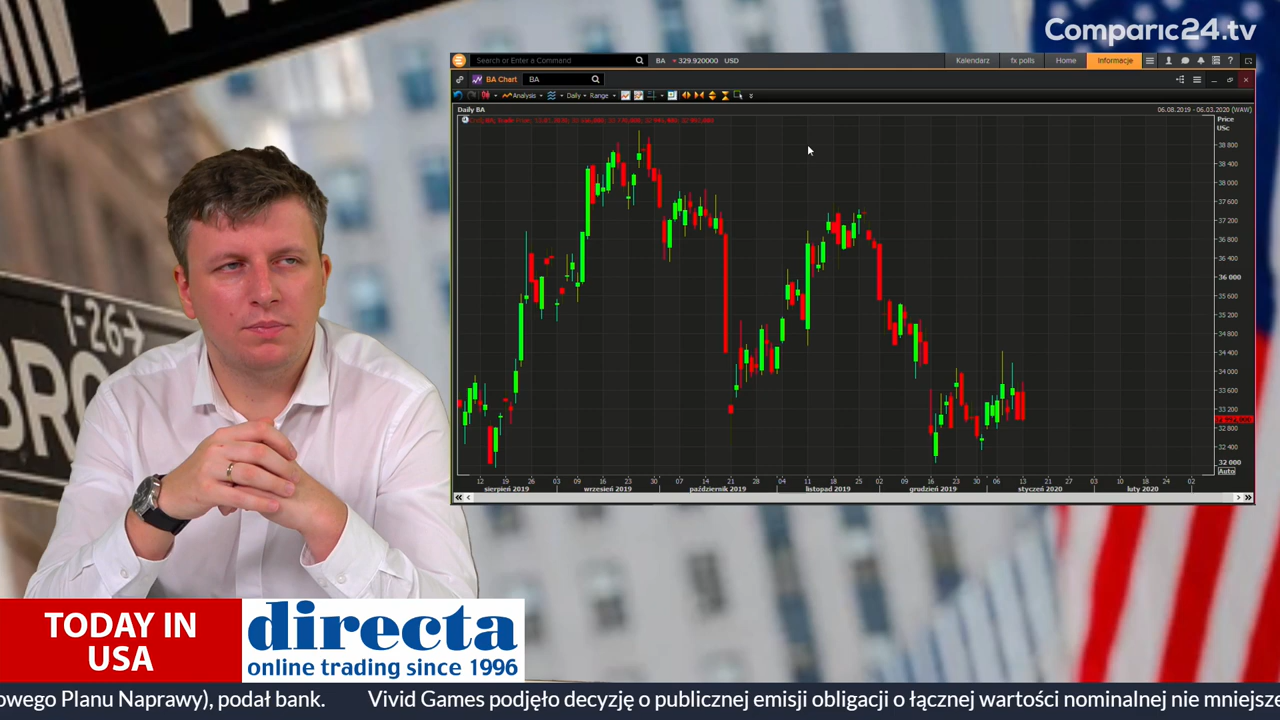 W
Comparic24.tv
Search or Enter a Command
BA
329.920000 USD
Kalendarz
fx polls
Home
Informacje
BA Chart
BA
Analysis
Daily
Range
Daily BA
06.08.2019 - 06.03.2020 (WAW)
Price
USc
38 800
38 400
38 000
37 600
37 200
36 800
36 400
36 000
35 600
35 200
34 800
34 400
34 000
33 600
33 200
32 800
32 400
32 000
Auto
12 19 26 03 09 16 23 30 07 14 21 28 04 11 18 25 02 09 16 23 30 06 13 21 27 03 10 18 24 02
sierpień 2019 wrzesień 2019 październik 2019 listopad 2019 grudzień 2019 styczeń 2020 luty 2020
1-26→
BRO
TODAY IN
USA
directa
online trading since 1996
owego Planu Naprawy), podał bank. Vivid Games podjęło decyzję o publicznej emisji obligacji o łącznej wartości nominalnej nie mniejsze